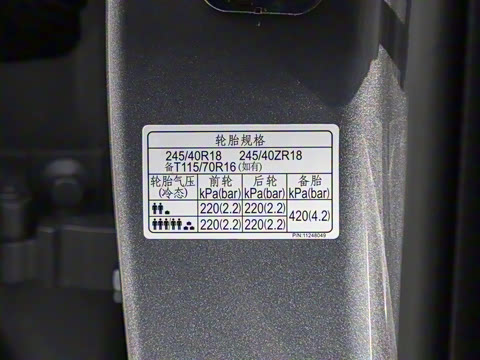 轮胎规格
245/40R18 245/40ZR18
备T115/70R16(如有)
轮胎气压 前轮 后轮 备胎
(冷态) kPa(bar) kPa(bar) kPa(bar)
220(2.2) 220(2.2) 420(4.2)
220(2.2) 220(2.2)
P/N:11248049